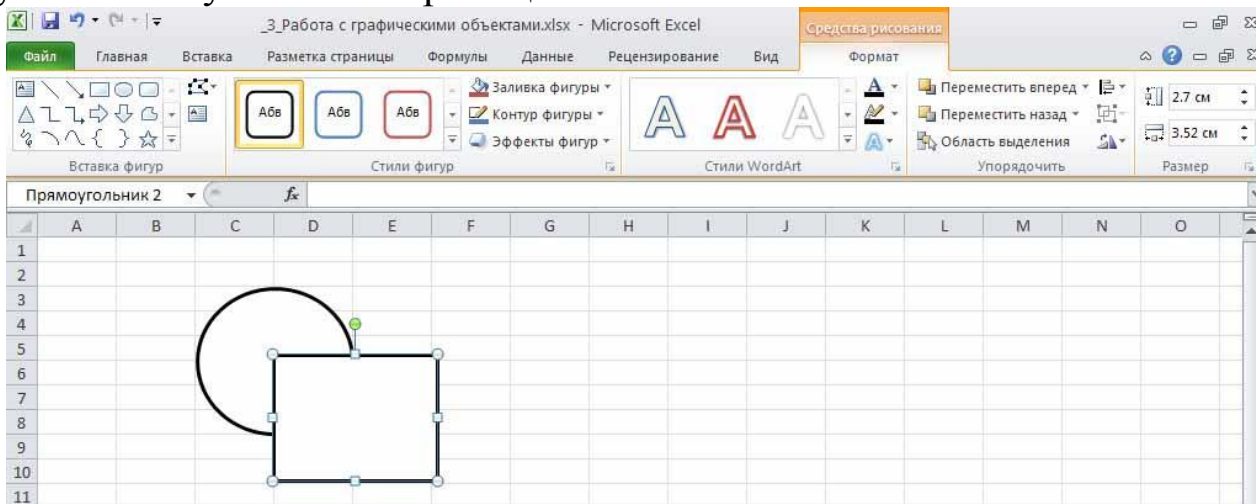 _3_Работа с графическими объектами.xlsx - Microsoft Excel
Средства рисования
Файл Главная Вставка Разметка страницы Формулы Данные Рецензирование Вид Формат
Абв Абв Абв
Заливка фигуры
Контур фигуры
Эффекты фигур
A A A
Переместить вперед
Переместить назад
Область выделения
2.7 см
3.52 см
Вставка фигур Стили фигур Стили WordArt Упорядочить Размер
Прямоугольник 2 fx
A B C D E F G H I J K L M N O
1
2
3
4
5
6
7
8
9
10
11